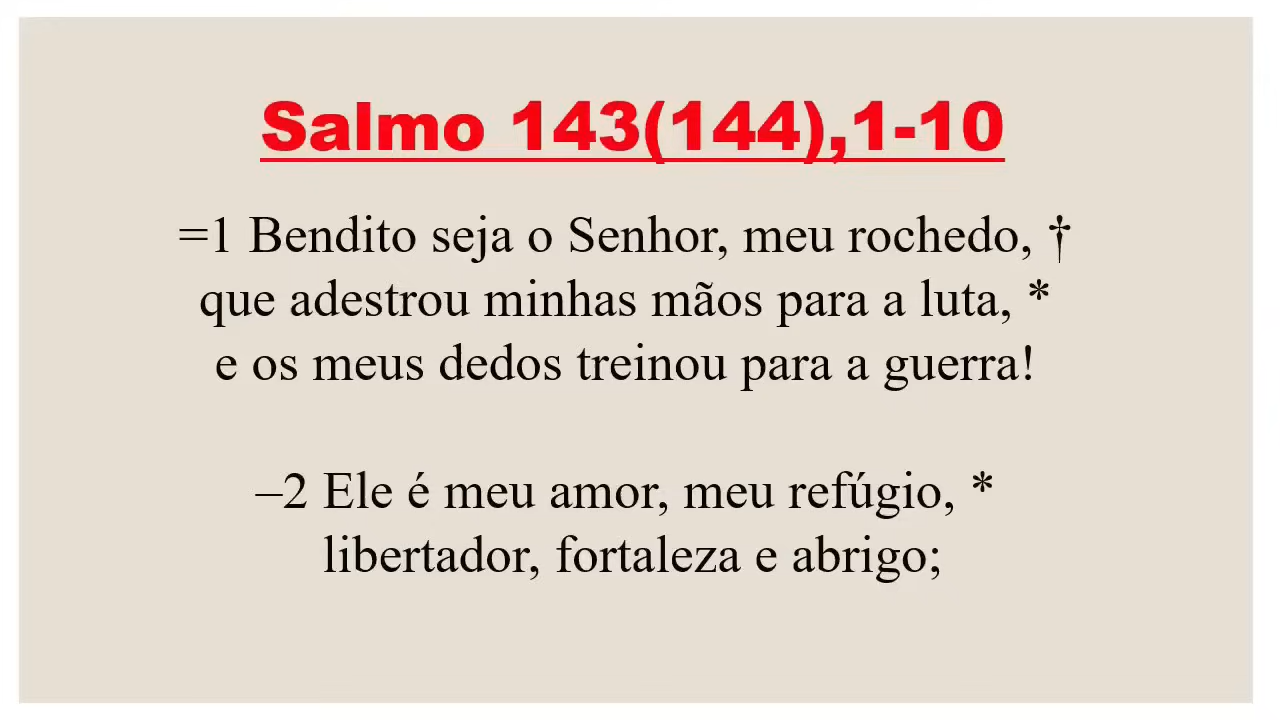 Salmo 143(144),1-10
=1 Bendito seja o Senhor, meu rochedo, †
que adestrou minhas mãos para a luta, *
e os meus dedos treinou para a guerra!
–2 Ele é meu amor, meu refúgio, *
libertador, fortaleza e abrigo;